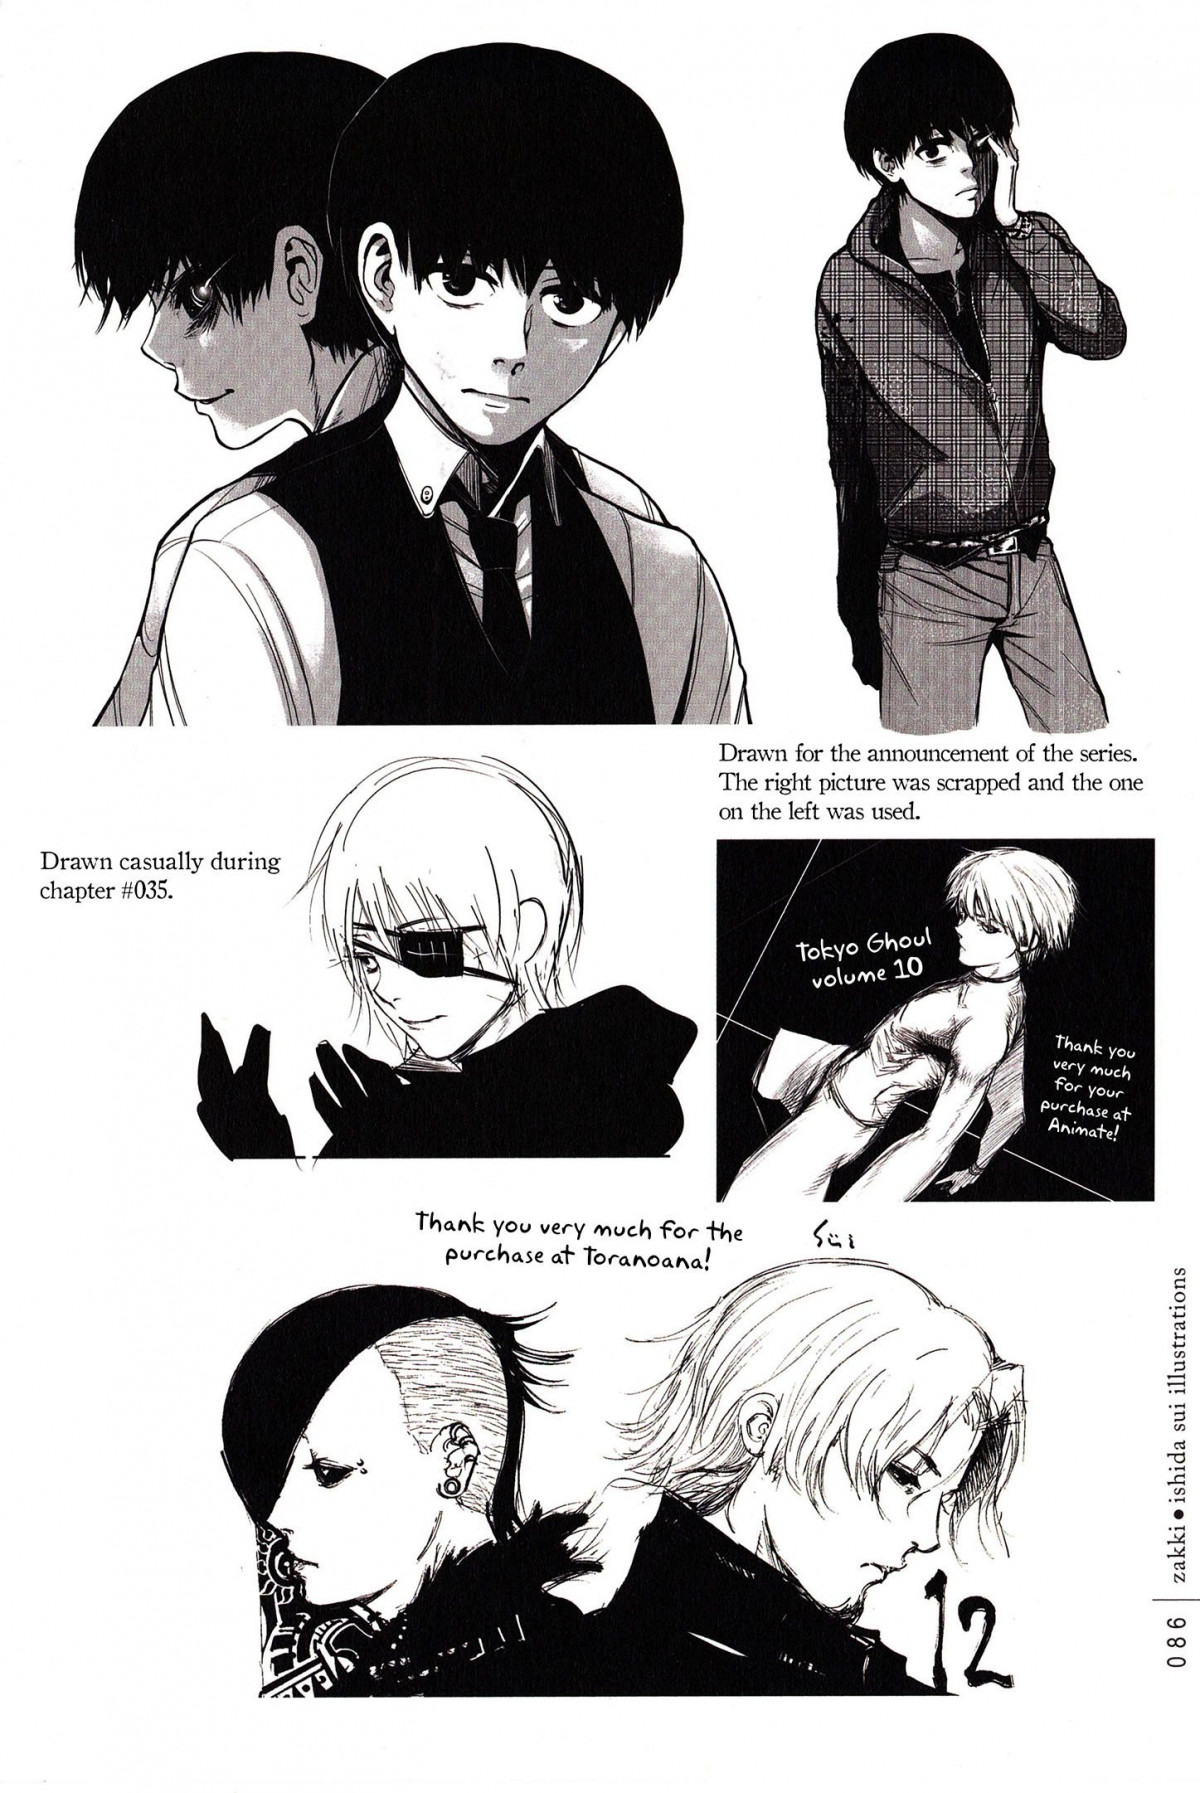 Drawn for the announcement of the series.
The right picture was scrapped and the one
on the left was used.
Drawn casually during
chapter #035.
Tokyo Ghoul
volume 10
Thank you
very much
for your
purchase at
Animate!
Thank you very much for the
purchase at Toranoana!
Sui
12
086 | zakki●ishida sui illustrations